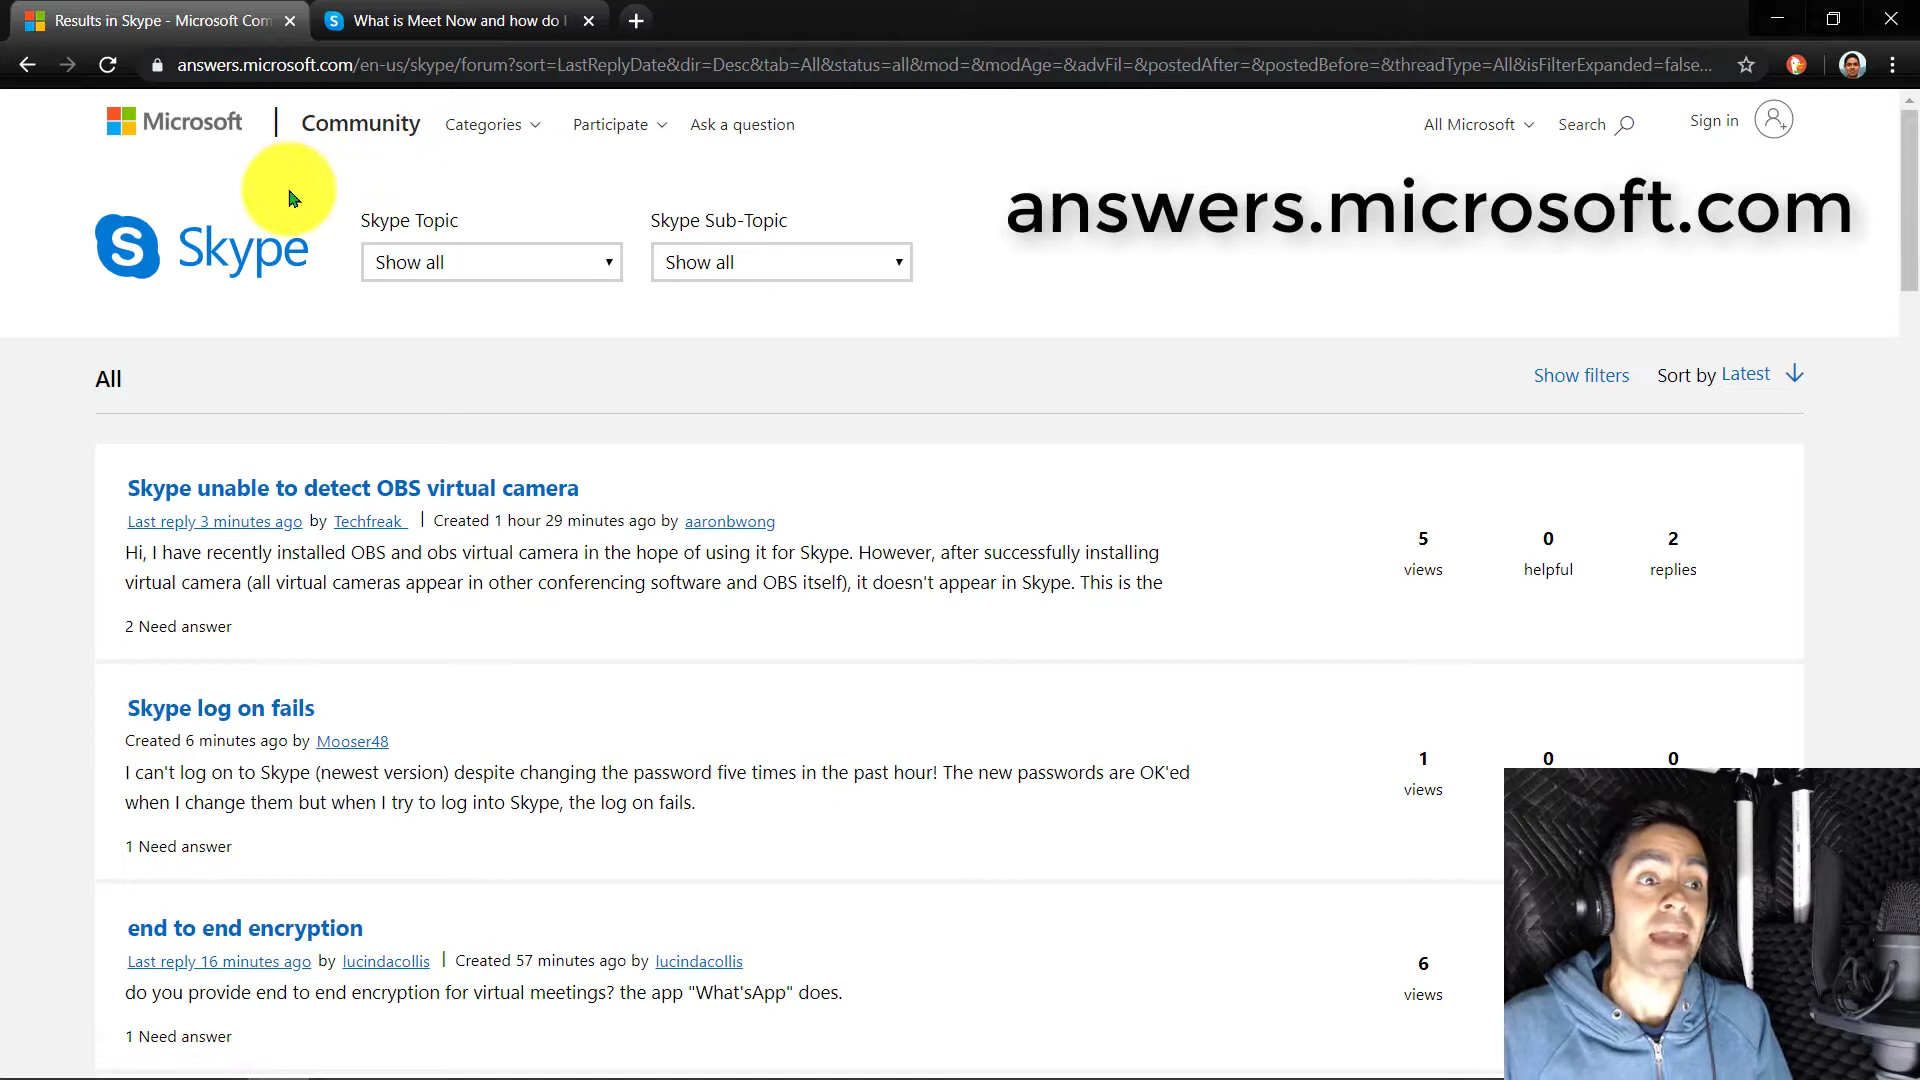 Results in Skype - Microsoft Com
What is Meet Now and how do I
answers.microsoft.com/en-us/skype/forum?sort=LastReplyDate&dir=Desc&tab=All&status=all&mod=&modAge=&advFil=&postedAfter=&postedBefore=&threadType=All&isFilterExpanded=false...
Microsoft | Community Categories Participate Ask a question All Microsoft Search Sign in
answers.microsoft.com
Skype
Skype Topic
Show all
Skype Sub-Topic
Show all
All
Show filters Sort by Latest
Skype unable to detect OBS virtual camera
Last reply 3 minutes ago by Techfreak_ | Created 1 hour 29 minutes ago by aaronbwong
Hi, I have recently installed OBS and obs virtual camera in the hope of using it for Skype. However, after successfully installing
virtual camera (all virtual cameras appear in other conferencing software and OBS itself), it doesn't appear in Skype. This is the
2 Need answer
5 0 2
views helpful replies
Skype log on fails
Created 6 minutes ago by Mooser48
I can't log on to Skype (newest version) despite changing the password five times in the past hour! The new passwords are OK'ed
when I change them but when I try to log into Skype, the log on fails.
1 Need answer
1 0 0
views
end to end encryption
Last reply 16 minutes ago by lucindacollis | Created 57 minutes ago by lucindacollis
do you provide end to end encryption for virtual meetings? the app "What'sApp" does.
1 Need answer
6
views